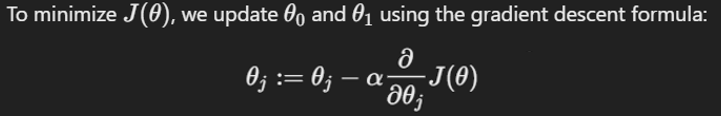 To minimize J(θ), we update θ₀ and θ₁ using the gradient descent formula:
θⱼ := θⱼ − α ∂/∂θⱼ J(θ)